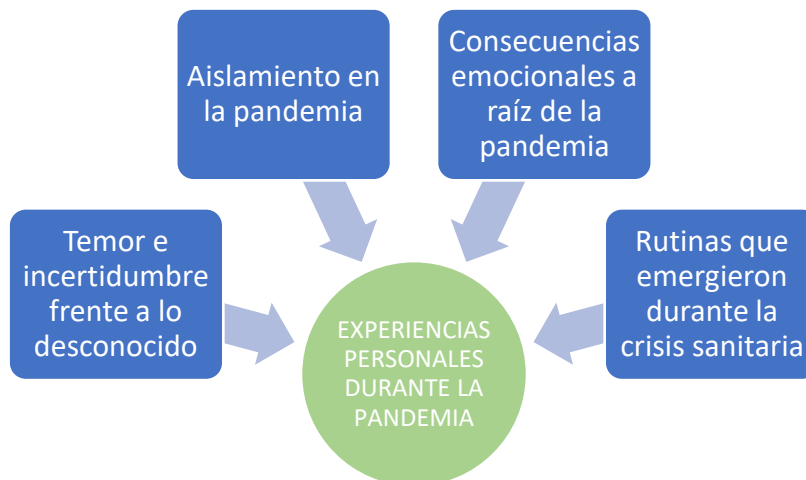 Aislamiento en
la pandemia
Consecuencias
emocionales a
raíz de la
pandemia
Temor e
incertidumbre
frente a lo
desconocido
Rutinas que
emergieron
durante la
crisis sanitaria
EXPERIENCIAS
PERSONALES
DURANTE LA
PANDEMIA